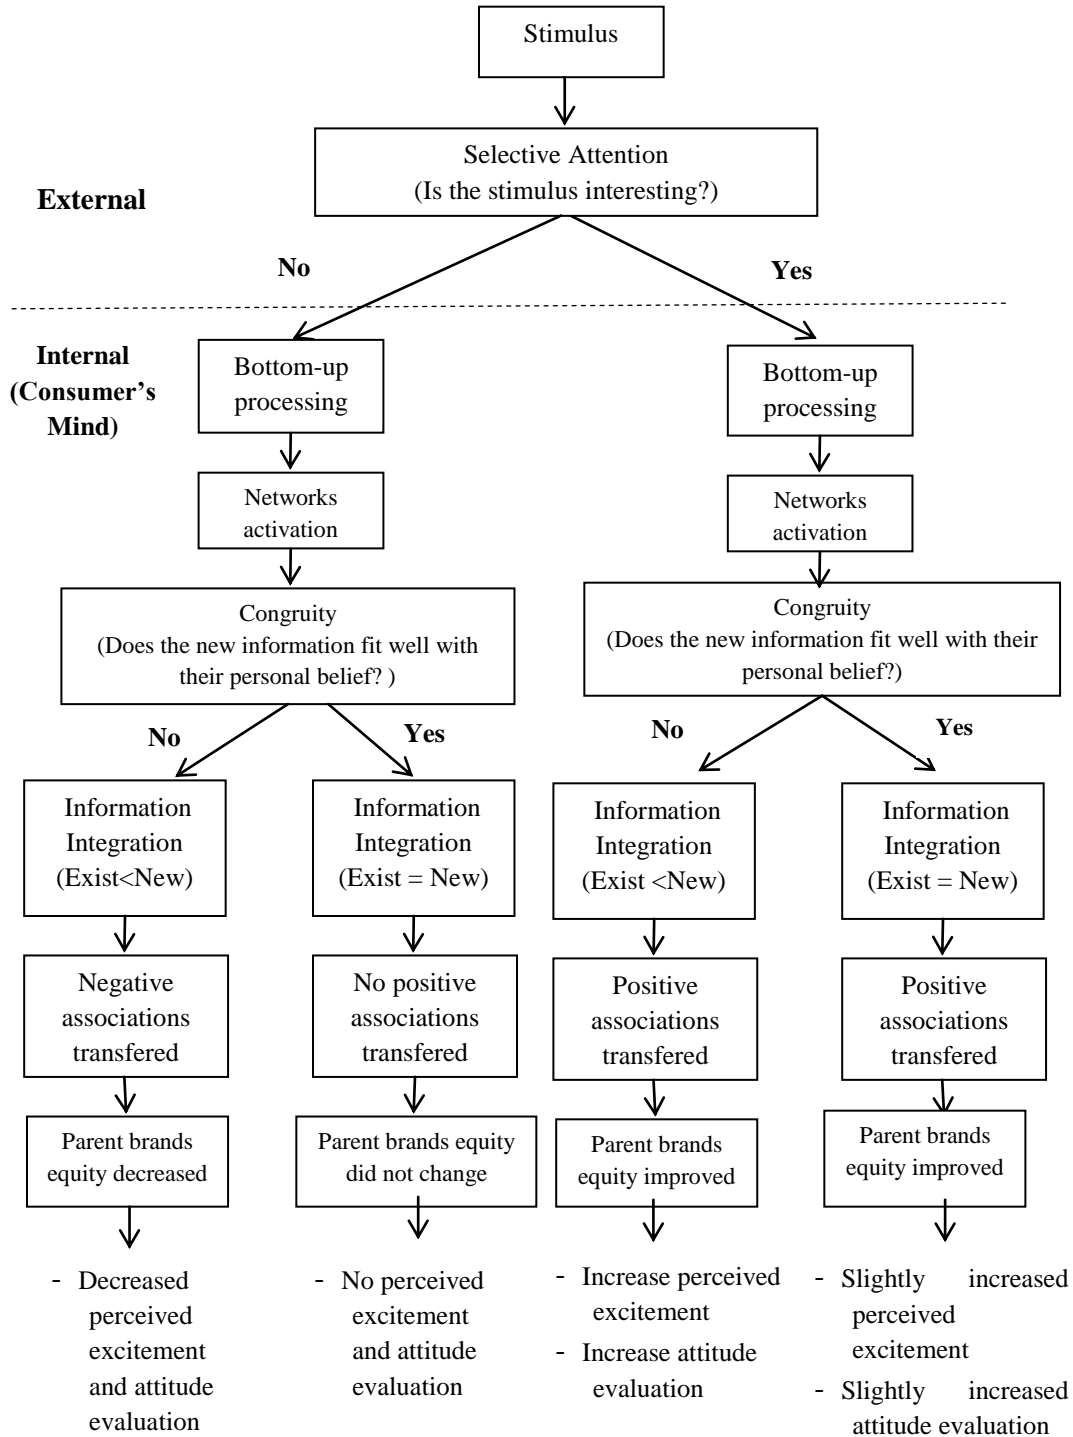 Stimulus
Selective Attention
(Is the stimulus interesting?)
External
No
Yes
Internal
(Consumer’s
Mind)
Bottom-up
processing
Bottom-up
processing
Networks
activation
Networks
activation
Congruity
(Does the new information fit well with
their personal belief? )
Congruity
(Does the new information fit well with their
personal belief?)
No
Yes
No
Yes
Information
Integration
(Exist<New)
Information
Integration
(Exist = New)
Information
Integration
(Exist <New)
Information
Integration
(Exist = New)
Negative
associations
transfered
No positive
associations
transfered
Positive
associations
transfered
Positive
associations
transfered
Parent brands
equity decreased
Parent brands equity
did not change
Parent brands
equity improved
Parent brands
equity improved
- Decreased
perceived
excitement
and attitude
evaluation
- No perceived
excitement
and attitude
evaluation
- Increase perceived
excitement
- Increase attitude
evaluation
- Slightly increased
perceived
excitement
- Slightly increased
attitude evaluation